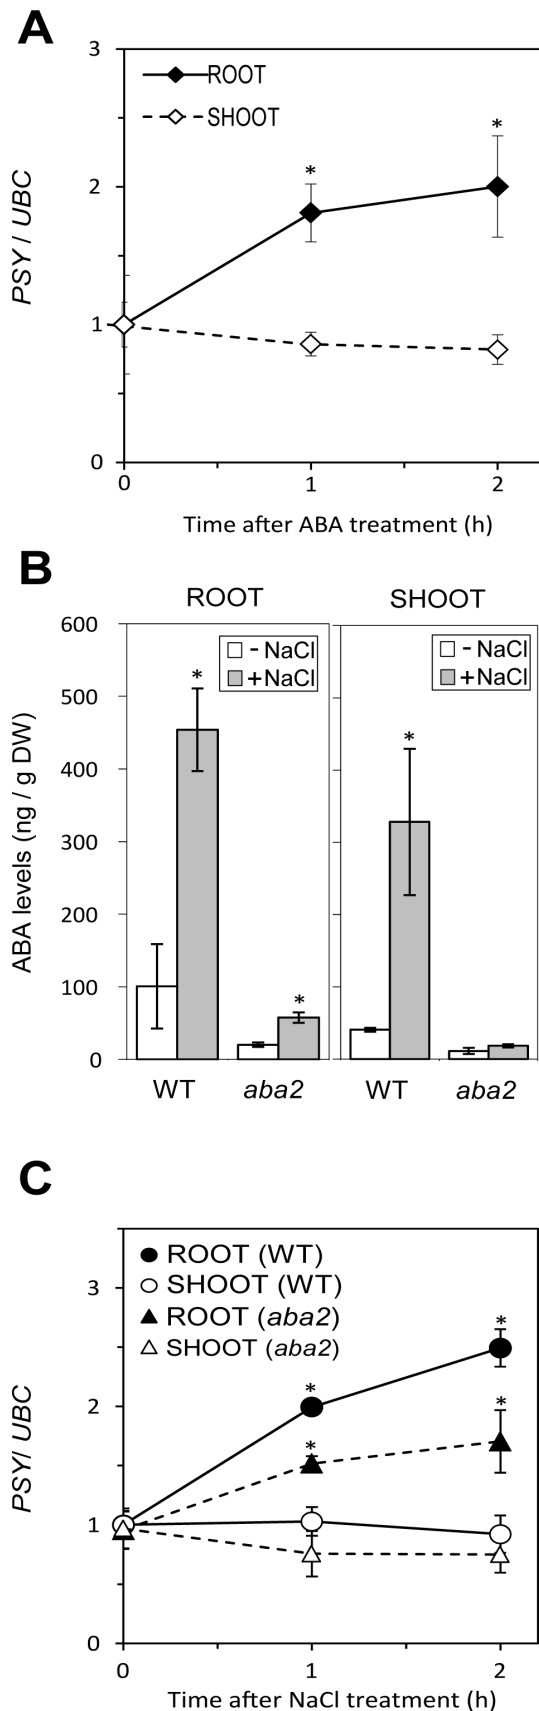 A
3
ROOT
SHOOT
*
*
2
PSY / UBC
1
0
0
1
2
Time after ABA treatment (h)
B
ROOT
SHOOT
600
- NaCl
+NaCl
- NaCl
+NaCl
*
*
500
400
300
200
100
0
ABA levels (ng / g DW)
*
WT
aba2
WT
aba2
C
ROOT (WT)
SHOOT (WT)
ROOT (aba2)
SHOOT (aba2)
3
*
*
2
*
*
PSY/ UBC
1
0
0
1
2
Time after NaCl treatment (h)